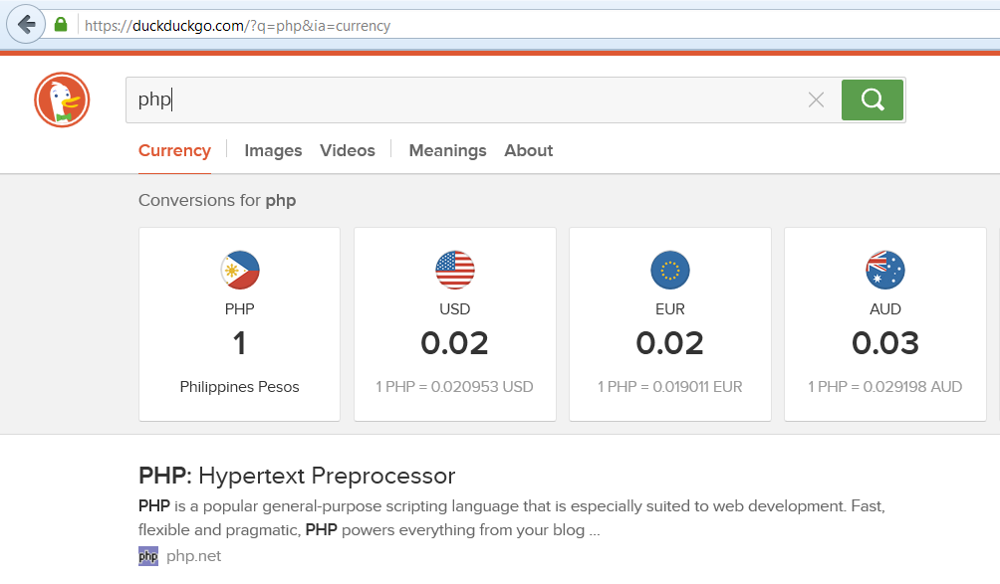 https://duckduckgo.com/?q=php&ia=currency
php
Currency Images Videos Meanings About
Conversions for php
PHP
1
Philippines Pesos
USD
0.02
1 PHP = 0.020953 USD
EUR
0.02
1 PHP = 0.019011 EUR
AUD
0.03
1 PHP = 0.029198 AUD
PHP: Hypertext Preprocessor
PHP is a popular general-purpose scripting language that is especially suited to web development. Fast,
flexible and pragmatic, PHP powers everything from your blog ...
php php.net